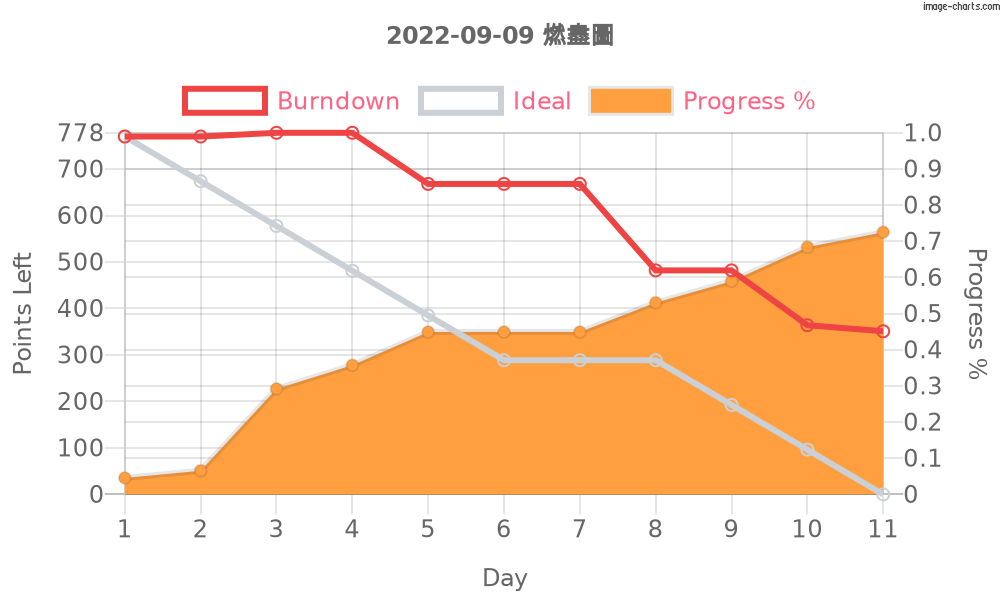 image-charts.com
2022-09-09 燃盡圖
Burndown Ideal Progress %
778 1.0
700 0.9
0.8
600
0.7
500
0.6
400 0.5
300 0.4
0.3
200
0.2
100 0.1
0 0
Points Left
Progress %
1 2 3 4 5 6 7 8 9 10 11
Day